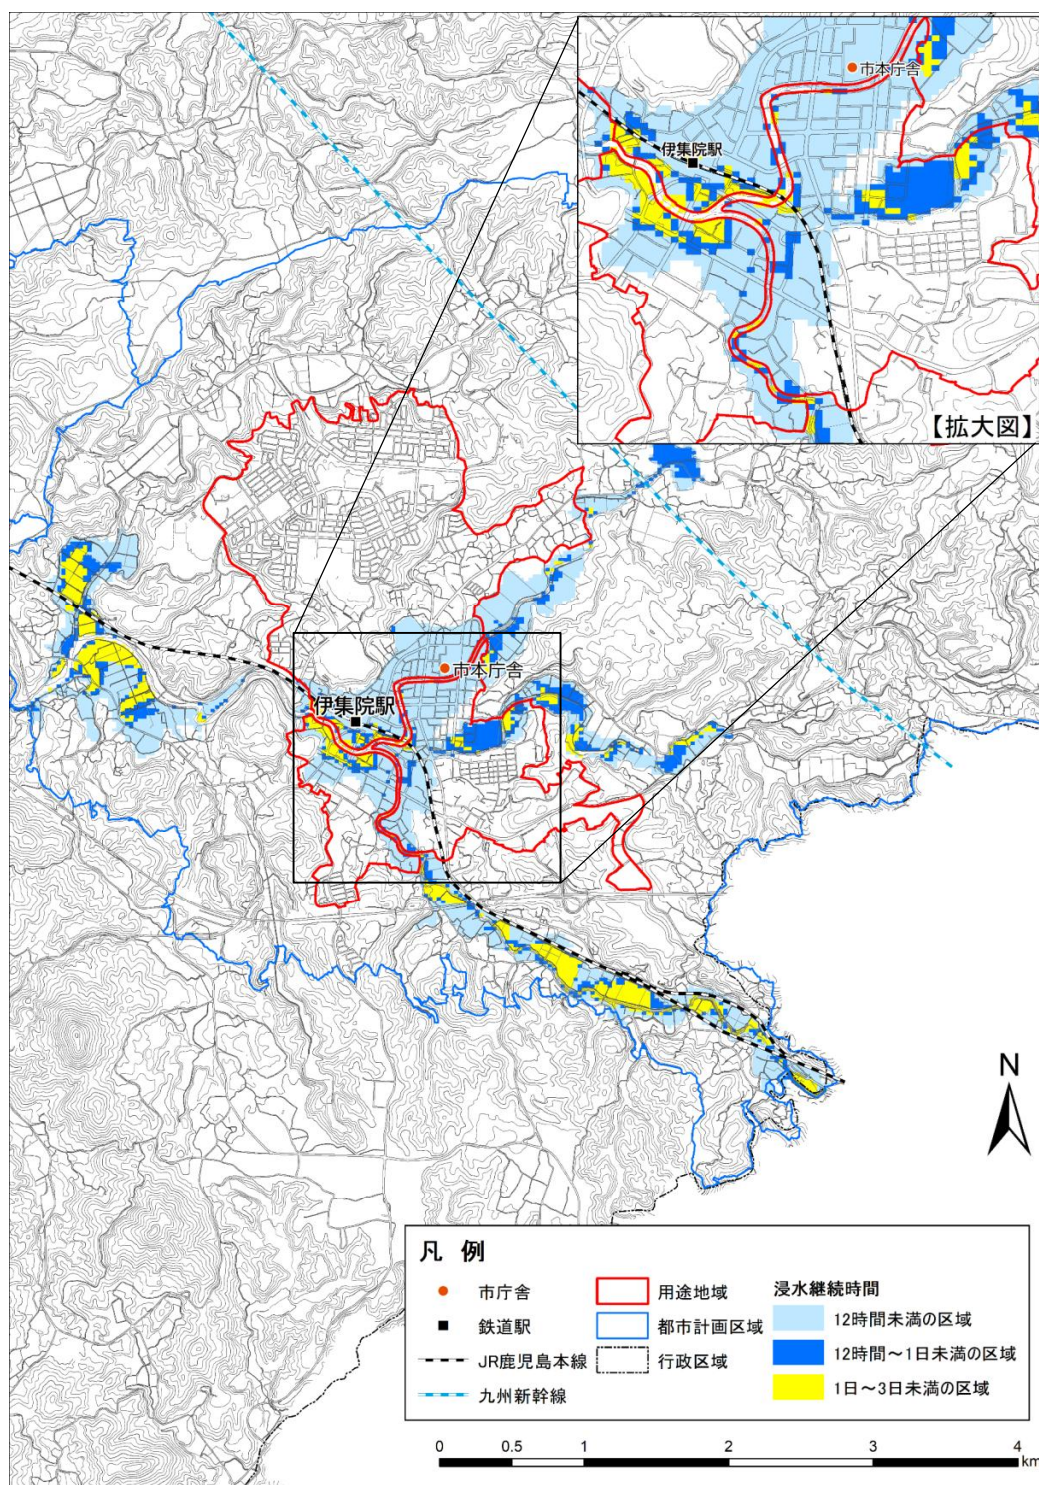 市本庁舎
伊集院駅
【拡大図】
市本庁舎
伊集院駅
N
凡 例
市庁舎
鉄道駅
JR鹿児島本線
九州新幹線
用途地域
都市計画区域
行政区域
浸水継続時間
12時間未満の区域
12時間～1日未満の区域
1日～3日未満の区域
0 0.5 1 2 3 4
km